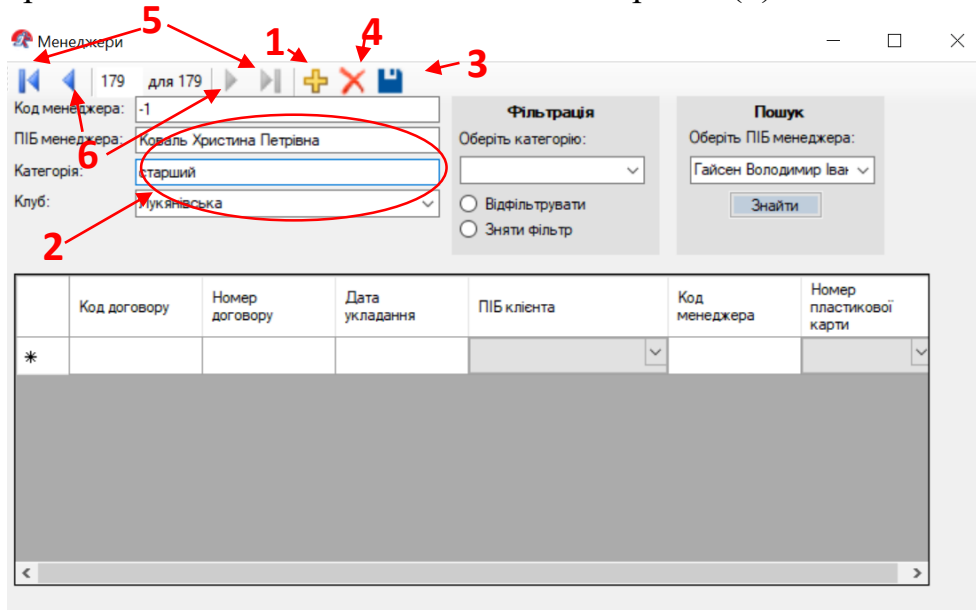 Менеджери
5
1
4
179 для 179
3
Код менеджера: -1
ПІБ менеджера: Коваль Христина Петрівна
6
Категорія: старший
Клуб: Лукянівська
2
Фільтрація
Оберіть категорію:
Відфільтрувати
Зняти фільтр
Пошук
Оберіть ПІБ менеджера:
Гайсен Володимир Іван
Знайти
Код договору
Номер
договору
Дата
укладання
ПІБ клієнта
Код
менеджера
Номер
пластикової
карти